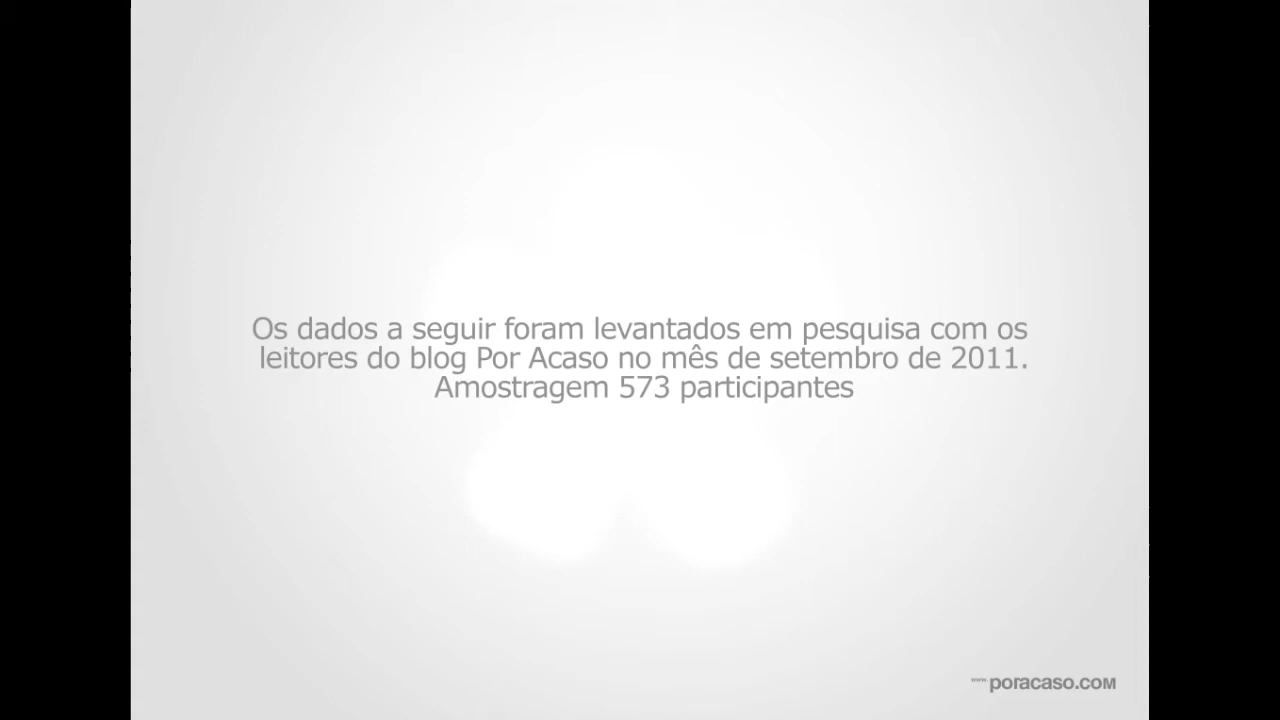 Os dados a seguir foram levantados em pesquisa com os
leitores do blog Por Acaso no mês de setembro de 2011.
Amostragem 573 participantes
www.poracaso.com